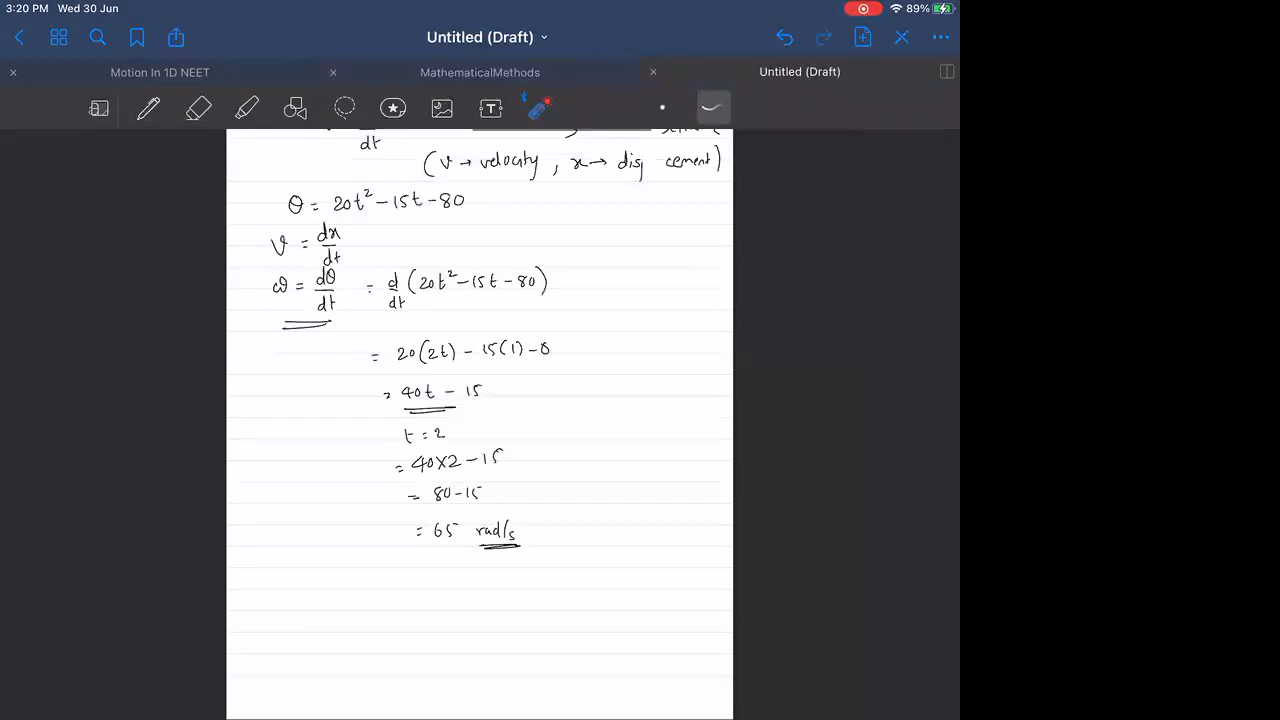 3:20 PM Wed 30 Jun
89%
Untitled (Draft)
Motion In 1D NEET
MathematicalMethods
Untitled (Draft)
dt
(v → velocity , x → disp cement)
θ = 20t² − 15t − 80
v = dx/dt
ω = dθ/dt = d/dt (20t² − 15t − 80)
= 20(2t) − 15(1) − 0
= 40t − 15
t = 2
= 40×2 − 15
= 80 − 15
= 65 rad/s